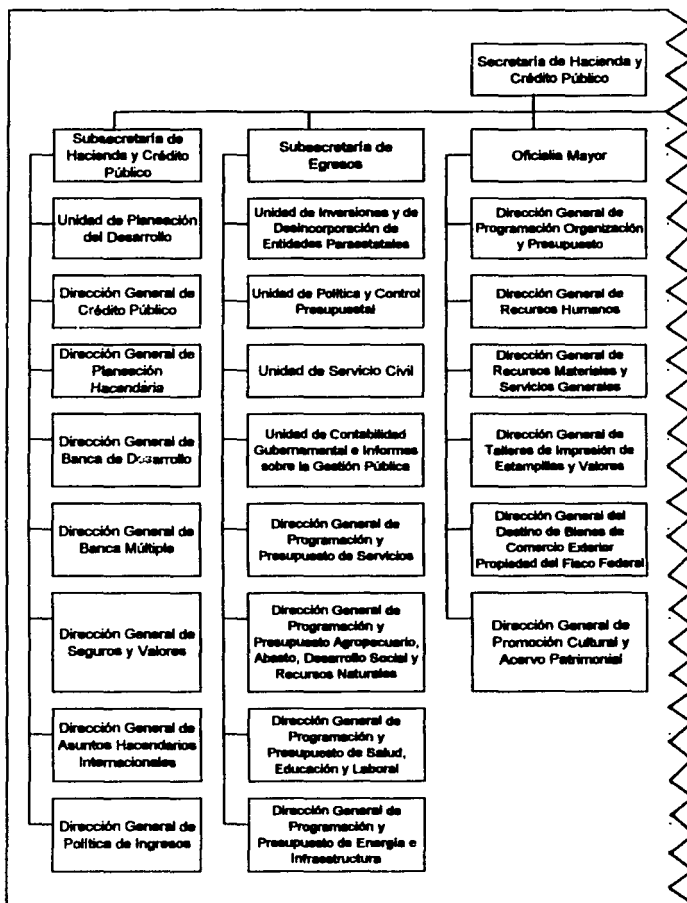 Secretaría de Hacienda y
Crédito Público
Subsecretaría de
Hacienda y Crédito
Público
Unidad de Planeación
del Desarrollo
Dirección General de
Crédito Público
Dirección General de
Planeación
Hacendaria
Dirección General de
Banca de Desarrollo
Dirección General de
Banca Múltiple
Dirección General de
Seguros y Valores
Dirección General de
Asuntos Hacendarios
Internacionales
Dirección General de
Política de Ingresos
Subsecretaría de
Egresos
Unidad de Inversiones y de
Desincorporación de
Entidades Paraestatales
Unidad de Política y Control
Presupuestal
Unidad de Servicio Civil
Unidad de Contabilidad
Gubernamental e Informes
sobre la Gestión Pública
Dirección General de
Programación y
Presupuesto de Servicios
Dirección General de
Programación y
Presupuesto Agropecuario,
Abasto, Desarrollo Social y
Recursos Naturales
Dirección General de
Programación y
Presupuesto de Salud,
Educación y Laboral
Dirección General de
Programación y
Presupuesto de Energía e
Infraestructura
Oficialía Mayor
Dirección General de
Programación Organización
y Presupuesto
Dirección General de
Recursos Humanos
Dirección General de
Recursos Materiales y
Servicios Generales
Dirección General de
Talleres de Impresión de
Estampillas y Valores
Dirección General del
Destino de Bienes de
Comercio Exterior
Propiedad del Fisco Federal
Dirección General de
Promoción Cultural y
Acervo Patrimonial